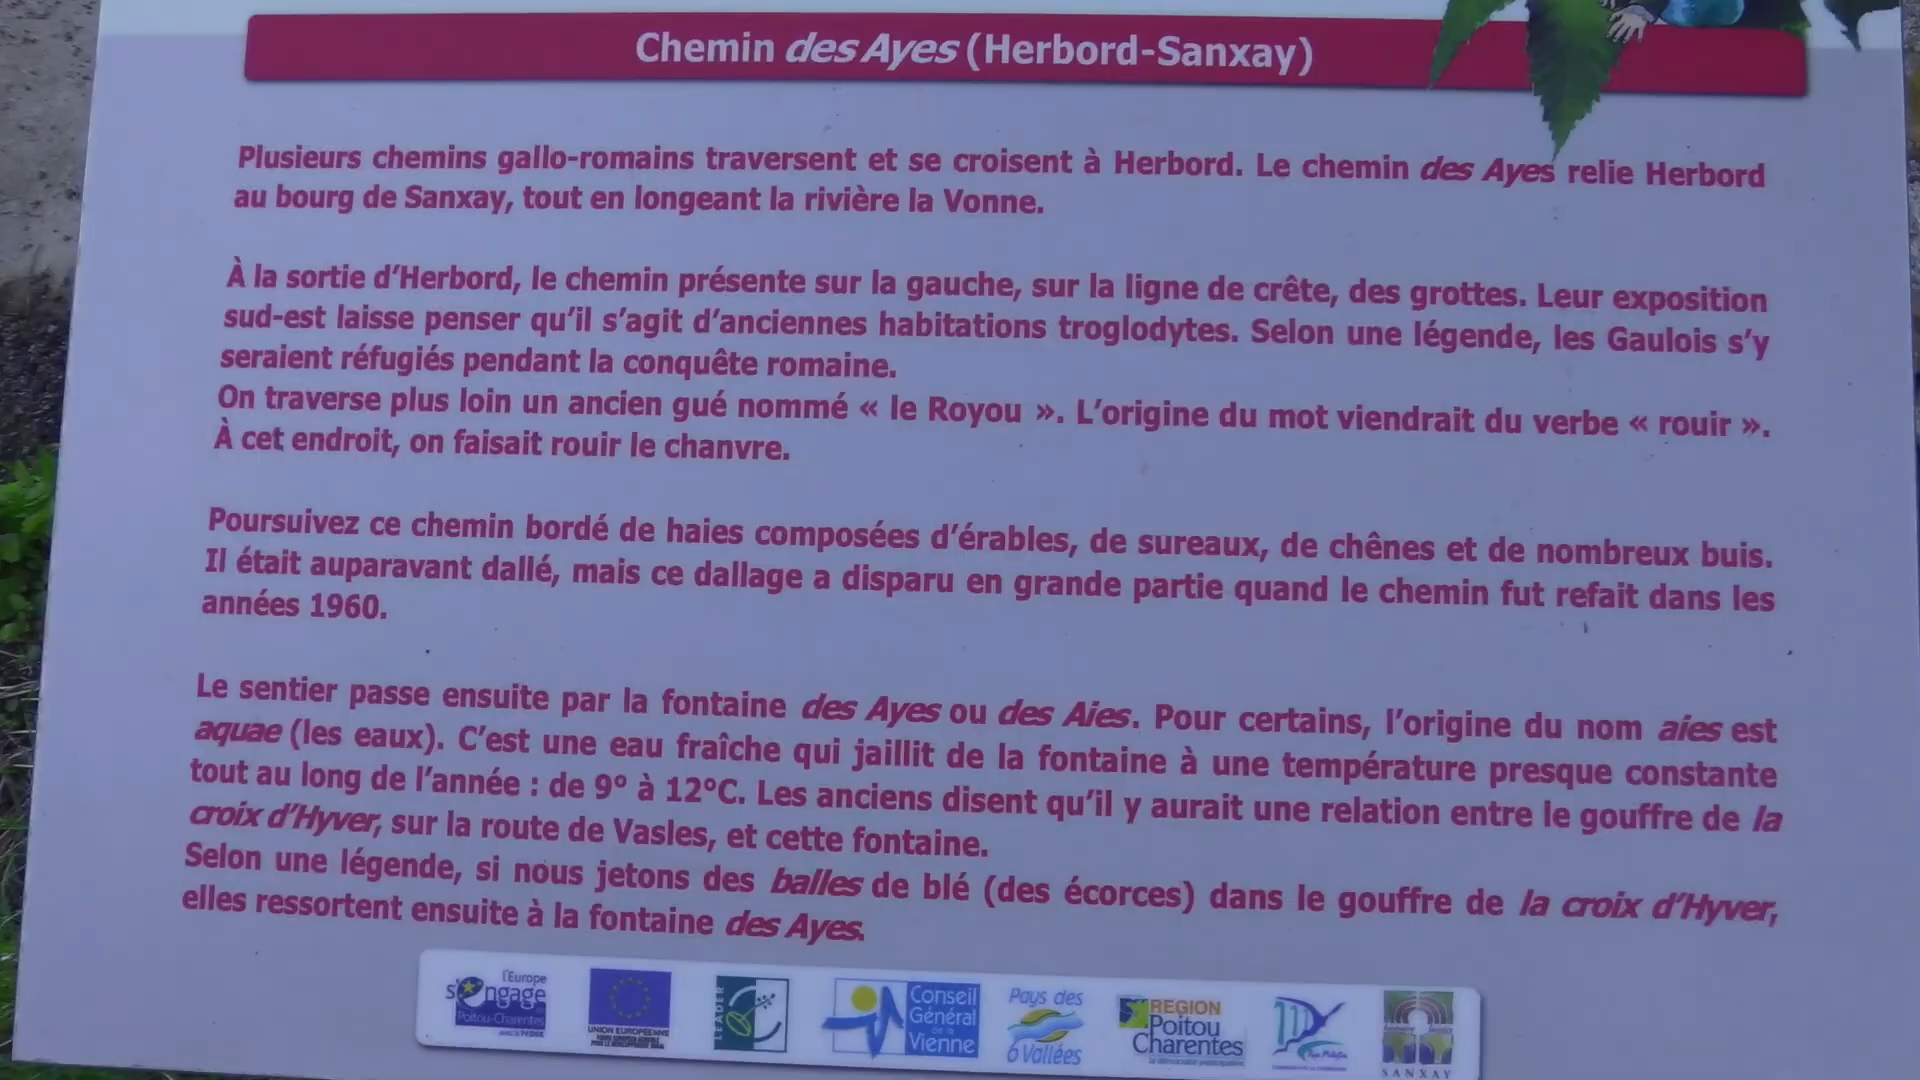 Chemin des Ayes (Herbord-Sanxay)
Plusieurs chemins gallo-romains traversent et se croisent à Herbord. Le chemin des Ayes relie Herbord
au bourg de Sanxay, tout en longeant la rivière la Vonne.
À la sortie d'Herbord, le chemin présente sur la gauche, sur la ligne de crête, des grottes. Leur exposition
sud-est laisse penser qu'il s'agit d'anciennes habitations troglodytes. Selon une légende, les Gaulois s'y
seraient réfugiés pendant la conquête romaine.
On traverse plus loin un ancien gué nommé « le Royou ». L'origine du mot viendrait du verbe « rouir ».
À cet endroit, on faisait rouir le chanvre.
Poursuivez ce chemin bordé de haies composées d'érables, de sureaux, de chênes et de nombreux buis.
Il était auparavant dallé, mais ce dallage a disparu en grande partie quand le chemin fut refait dans les
années 1960.
Le sentier passe ensuite par la fontaine des Ayes ou des Aies. Pour certains, l'origine du nom aies est
aquae (les eaux). C'est une eau fraîche qui jaillit de la fontaine à une température presque constante
tout au long de l'année : de 9° à 12°C. Les anciens disent qu'il y aurait une relation entre le gouffre de la
croix d'Hyver, sur la route de Vasles, et cette fontaine.
Selon une légende, si nous jetons des balles de blé (des écorces) dans le gouffre de la croix d'Hyver,
elles ressortent ensuite à la fontaine des Ayes.
l'Europe
s'engage
en
Poitou-Charentes
UNION EUROPÉENNE
LEADER
Conseil
Général
de la
Vienne
Pays des
6 Vallées
REGION
Poitou
Charentes
SANXAY